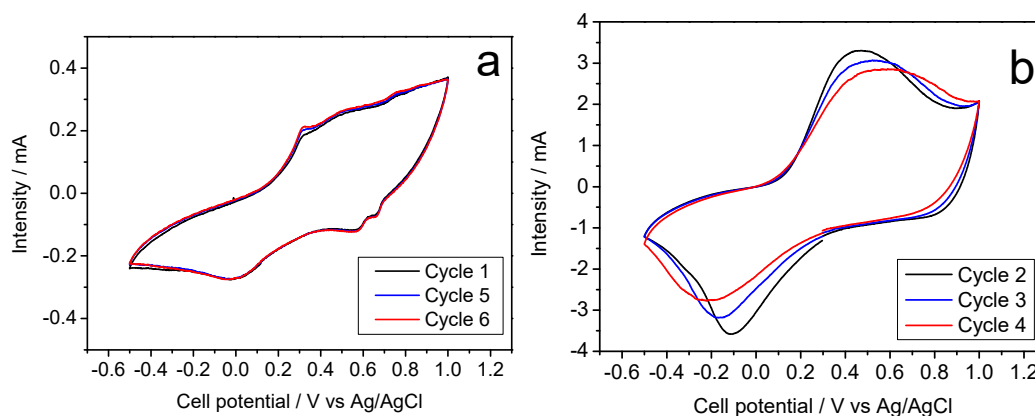 a
Intensity / mA
0.4
0.2
0.0
-0.2
-0.4
-0.6 -0.4 -0.2 0.0 0.2 0.4 0.6 0.8 1.0 1.2
Cell potential / V vs Ag/AgCl
Cycle 1
Cycle 5
Cycle 6
b
Intensity / mA
4
3
2
1
0
-1
-2
-3
-4
-0.6 -0.4 -0.2 0.0 0.2 0.4 0.6 0.8 1.0 1.2
Cell potential / V vs Ag/AgCl
Cycle 2
Cycle 3
Cycle 4